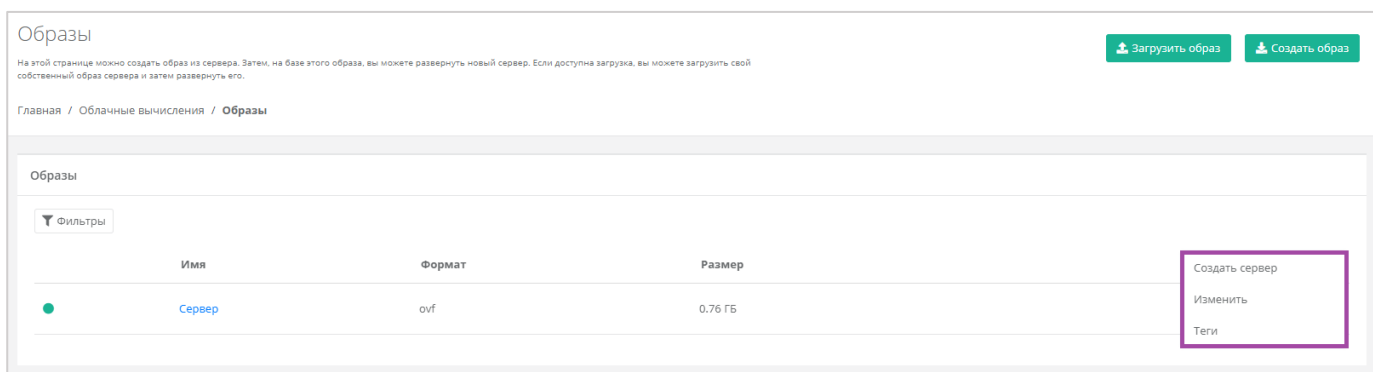 Образы
Загрузить образ
Создать образ
На этой странице можно создать образ из сервера. Затем, на базе этого образа, вы можете развернуть новый сервер. Если доступна загрузка, вы можете загрузить свой
собственный образ сервера и затем развернуть его.
Главная / Облачные вычисления / Образы
Образы
Фильтры
Имя Формат Размер
Создать сервер
Сервер ovf 0.76 ГБ
Изменить
Теги